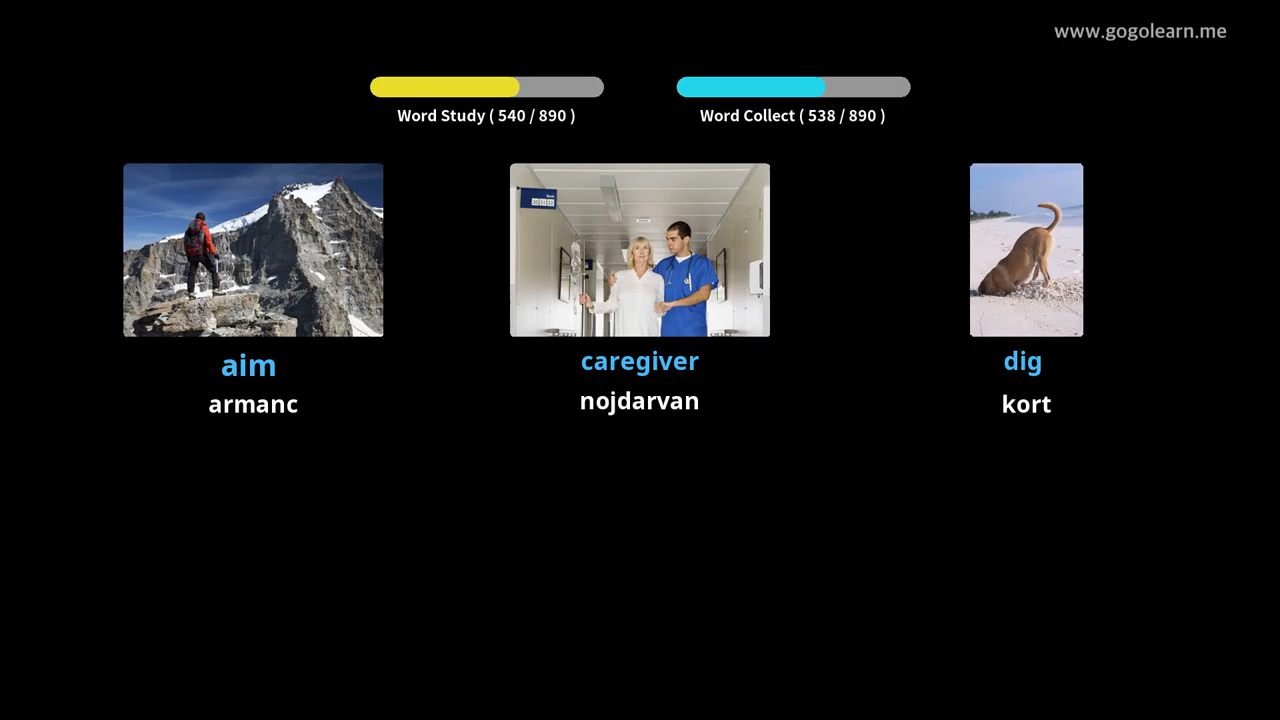 www.gogolearn.me
Word Study ( 540 / 890 )
Word Collect ( 538 / 890 )
aim
armanc
caregiver
nojdarvan
dig
kort